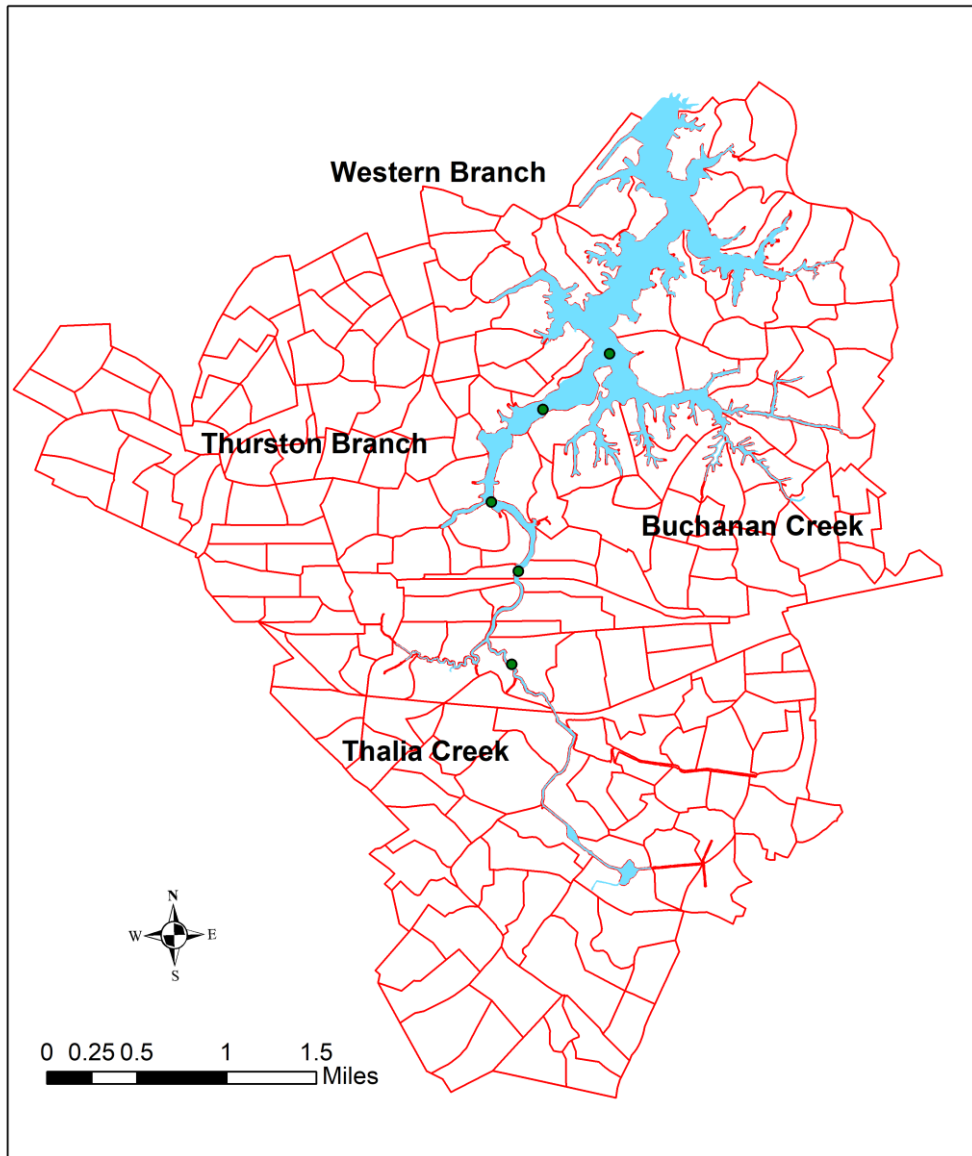 Western Branch
Thurston Branch
Buchanan Creek
Thalia Creek
N
W E
S
0 0.25 0.5 1 1.5
Miles